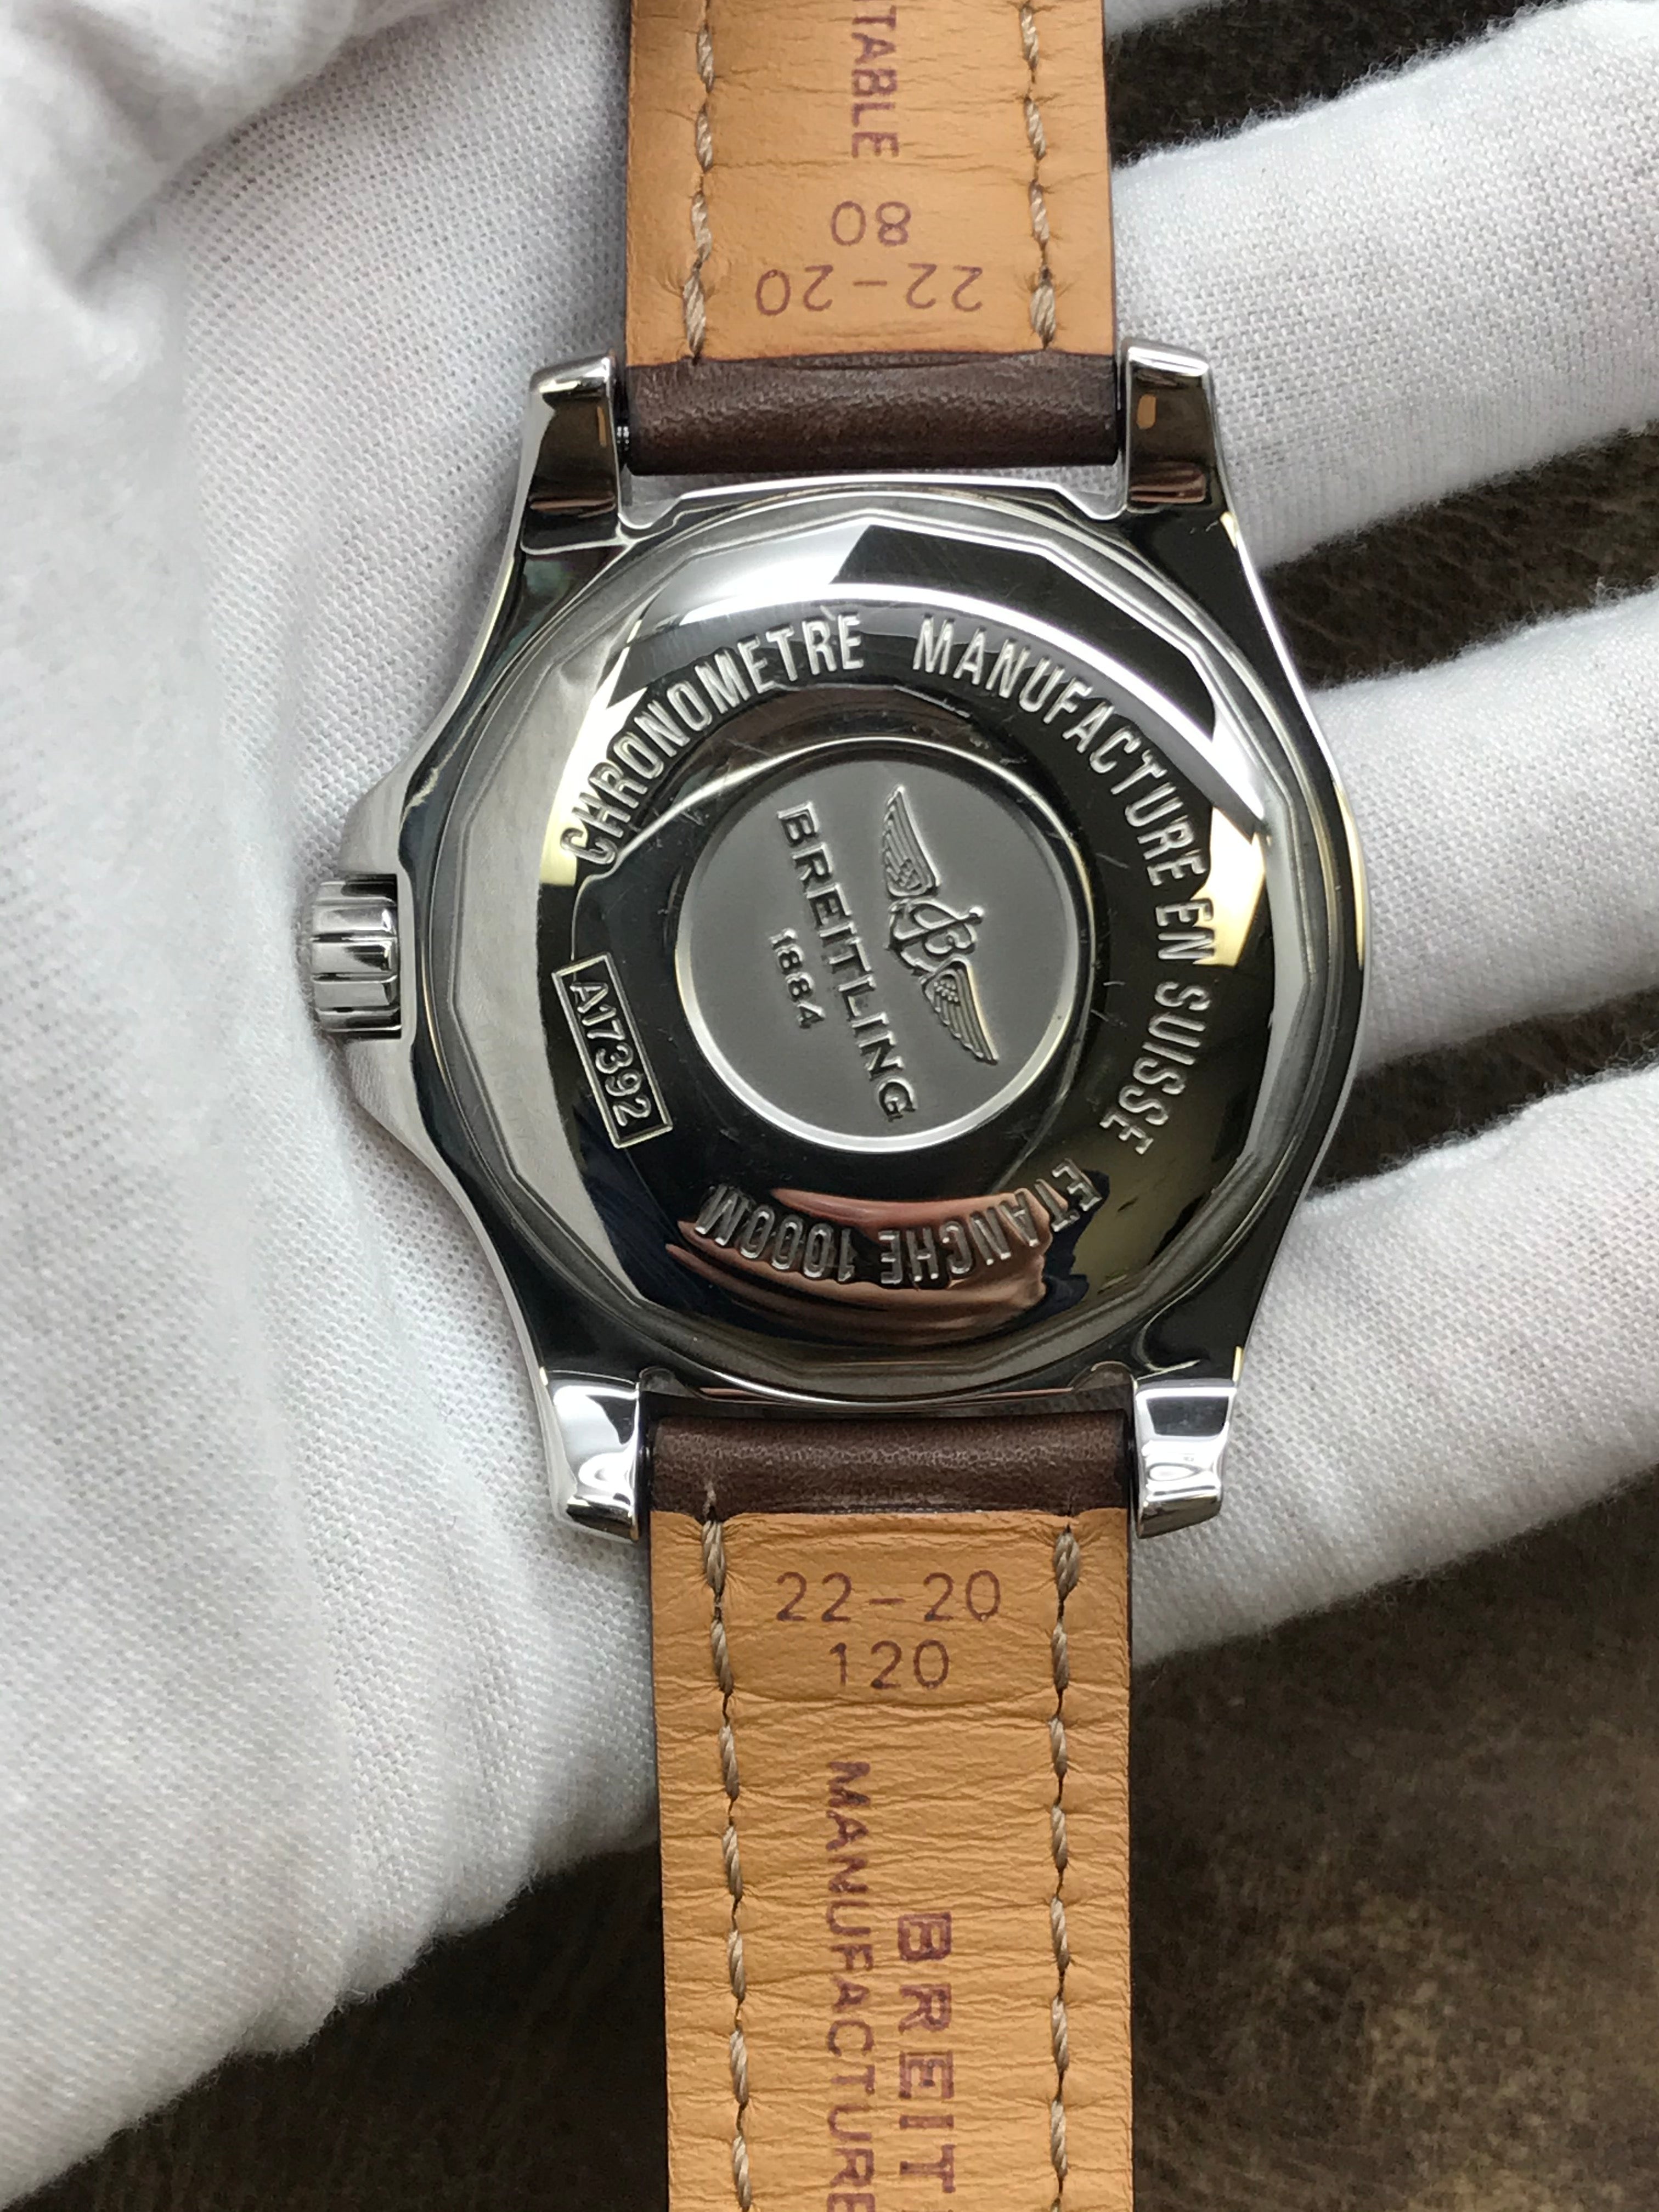 TABLE
80
22-20
CHRONOMETRE MANUFACTURE EN SUISSE
ETANCHE 1000M
A17392
B
BREITLING
1884
22-20
120
BREIT
MANUFACTURE